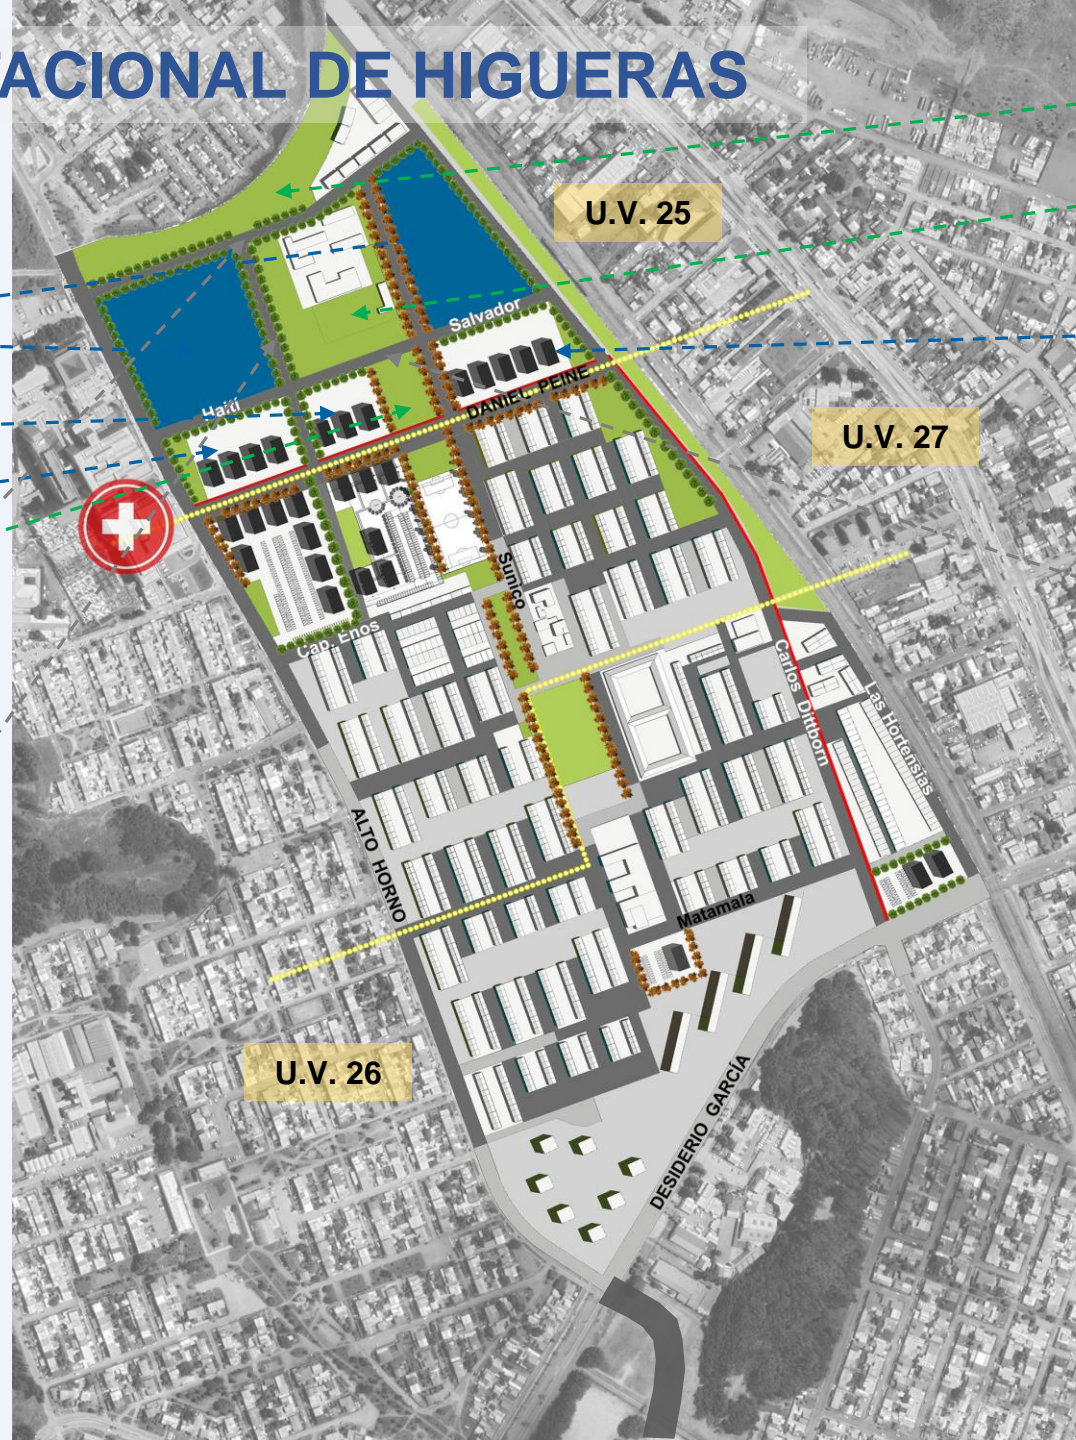 ACIONAL DE HIGUERAS
U.V. 25
Salvador
DANIEL PEINE
Haití
U.V. 27
Sunico
Cap. Enos
Carlos Dittborn
Las Hortensias
ALTO HORNO
Matamala
U.V. 26
DESIDERIO GARCÍA